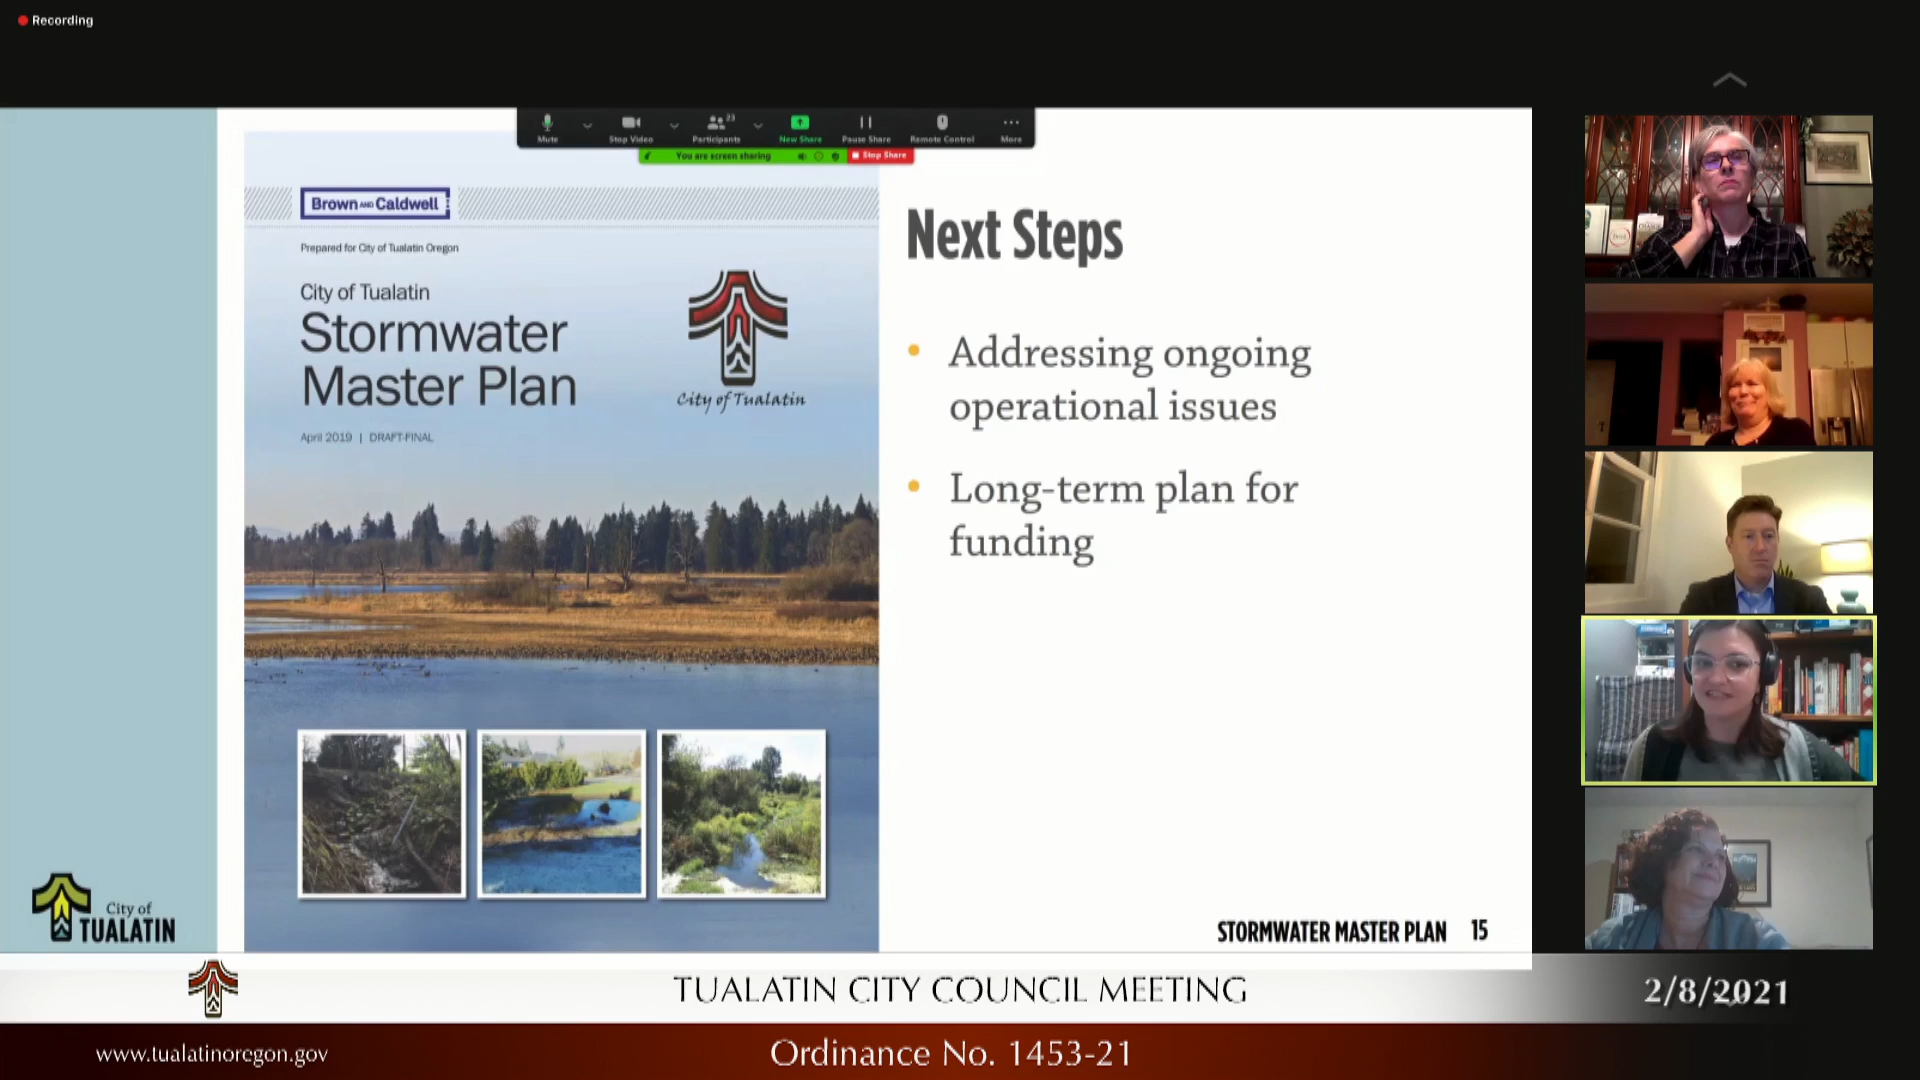 Recording
Mute
Stop Video
Participants
23
New Share
Pause Share
Remote Control
More
You are screen sharing
Stop Share
Brown AND Caldwell
Prepared for City of Tualatin Oregon
City of Tualatin
Stormwater
Master Plan
April 2019 | DRAFT-FINAL
City of Tualatin
Next Steps
• Addressing ongoing
operational issues
• Long-term plan for
funding
City of
TUALATIN
STORMWATER MASTER PLAN 15
TUALATIN CITY COUNCIL MEETING
2/8/2021
www.tualatinoregon.gov
Ordinance No. 1453-21